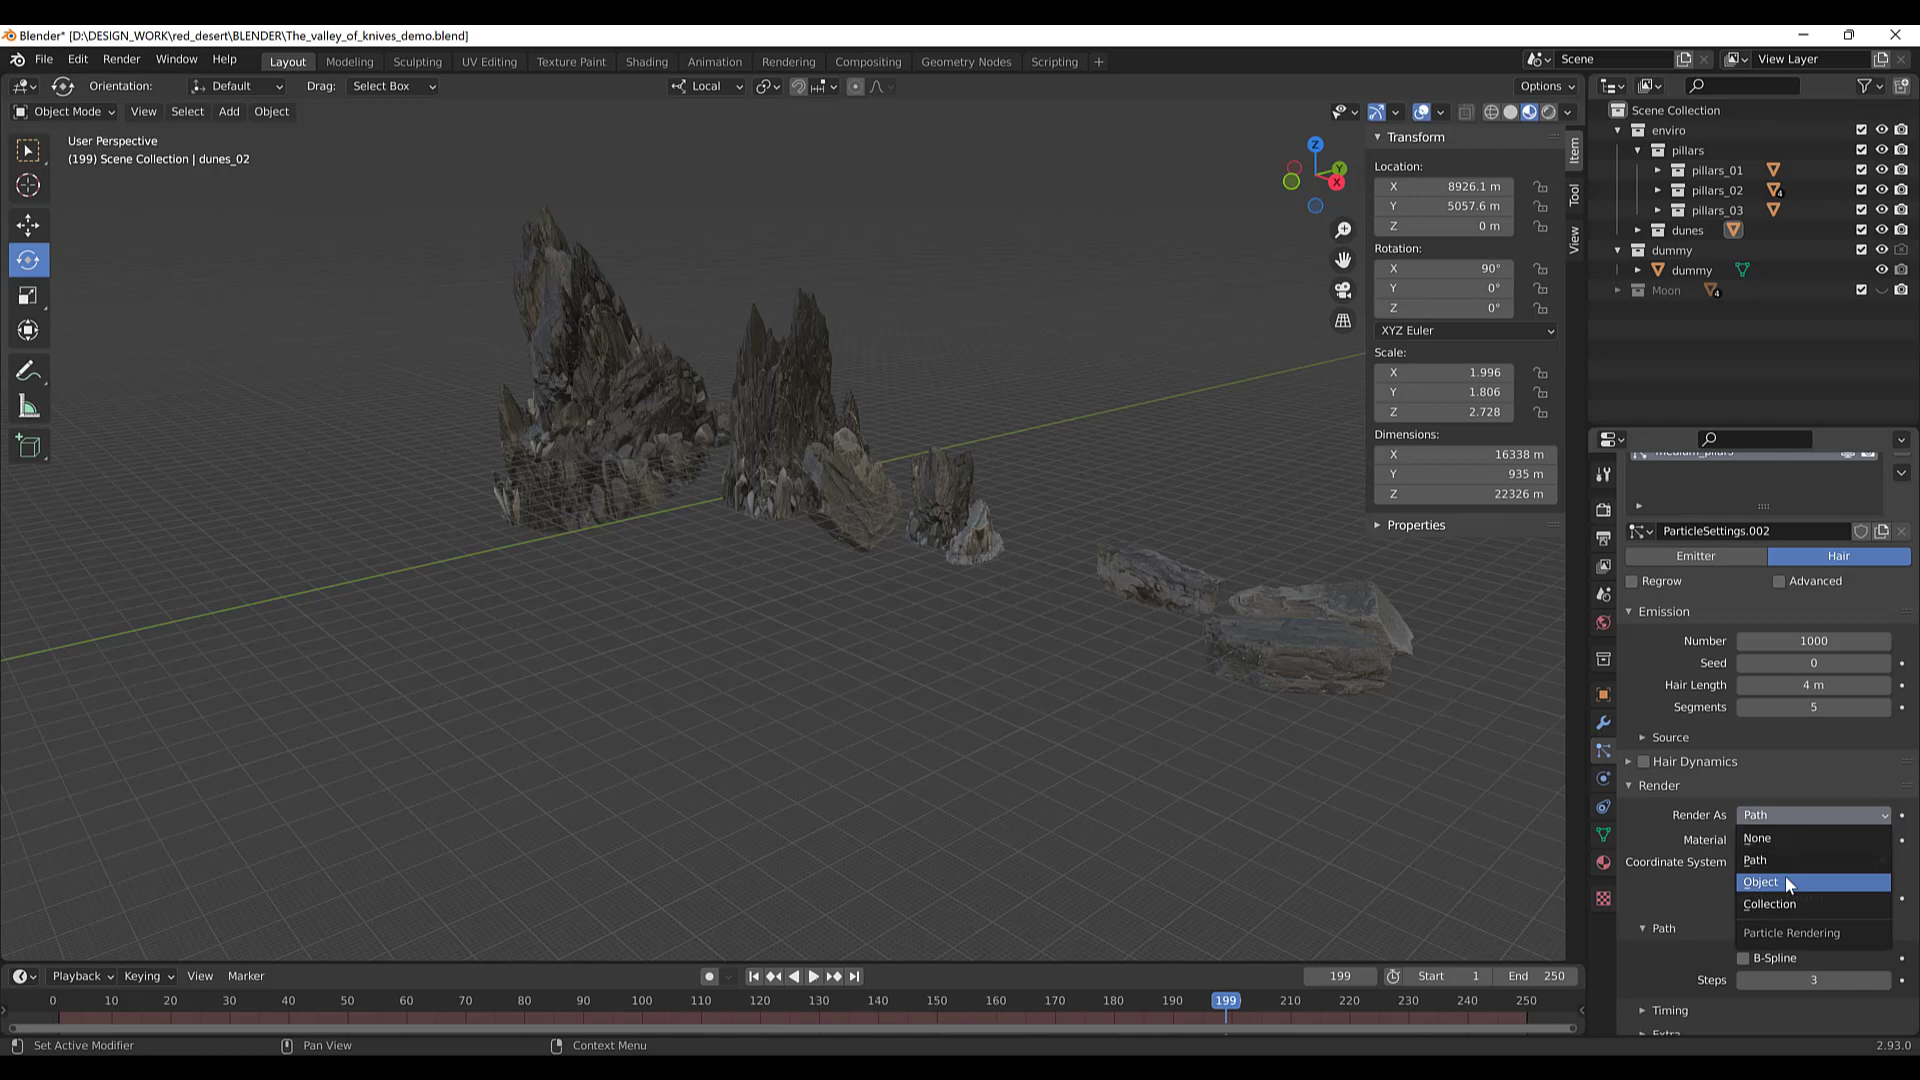 Blender* [D:\DESIGN_WORK\red_desert\BLENDER\The_valley_of_knives_demo.blend]
File Edit Render Window Help Layout Modeling Sculpting UV Editing Texture Paint Shading Animation Rendering Compositing Geometry Nodes Scripting + Scene View Layer
Orientation: Default Drag: Select Box Local Options
Object Mode View Select Add Object
User Perspective
(199) Scene Collection | dunes_02
Z
Y
X
Transform
Location:
X 8926.1 m
Y 5057.6 m
Z 0 m
Rotation:
X 90°
Y 0°
Z 0°
XYZ Euler
Scale:
X 1.996
Y 1.806
Z 2.728
Dimensions:
X 16338 m
Y 935 m
Z 22326 m
Properties
Item
Tool
View
Scene Collection
enviro
pillars
pillars_01
pillars_02 4
pillars_03
dunes
dummy
dummy
Moon 4
medium_pillars
ParticleSettings.002
Emitter Hair
Regrow Advanced
Emission
Number 1000
Seed 0
Hair Length 4 m
Segments 5
Source
Hair Dynamics
Render
Render As Path
Material None
Coordinate System Path
Object
Collection
Path Particle Rendering
B-Spline
Steps 3
Timing
Extra
Playback Keying View Marker 199 Start 1 End 250
0 10 20 30 40 50 60 70 80 90 100 110 120 130 140 150 160 170 180 190 199 210 220 230 240 250
Set Active Modifier Pan View Context Menu 2.93.0